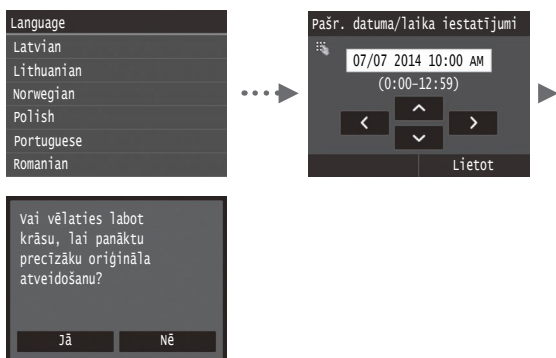 Language
Latvian
Lithuanian
Norwegian
Polish
Portuguese
Romanian
Pašr. datuma/laika iestatījumi
07/07 2014 10:00 AM
(0:00–12:59)
Lietot
Vai vēlaties labot
krāsu, lai panāktu
precīzāku oriģināla
atveidošanu?
Jā Nē